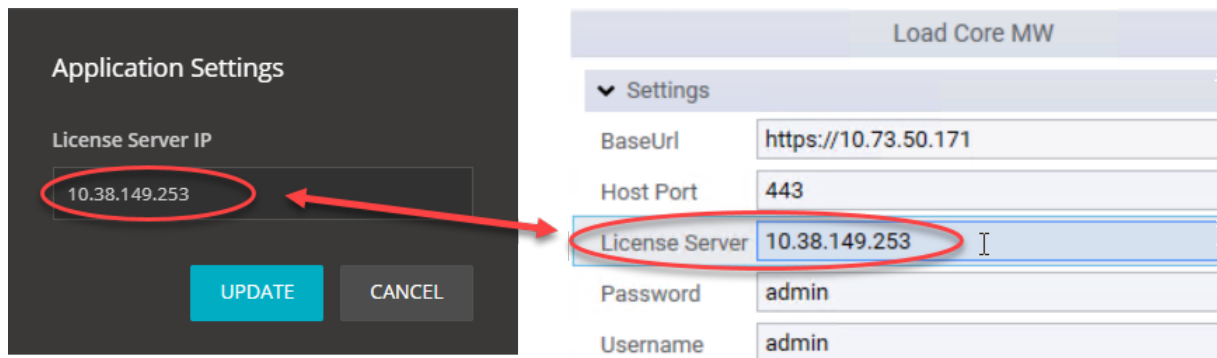 Application Settings
License Server IP
10.38.149.253
UPDATE CANCEL
Load Core MW
Settings
BaseUrl https://10.73.50.171
Host Port 443
License Server 10.38.149.253
Password admin
Username admin